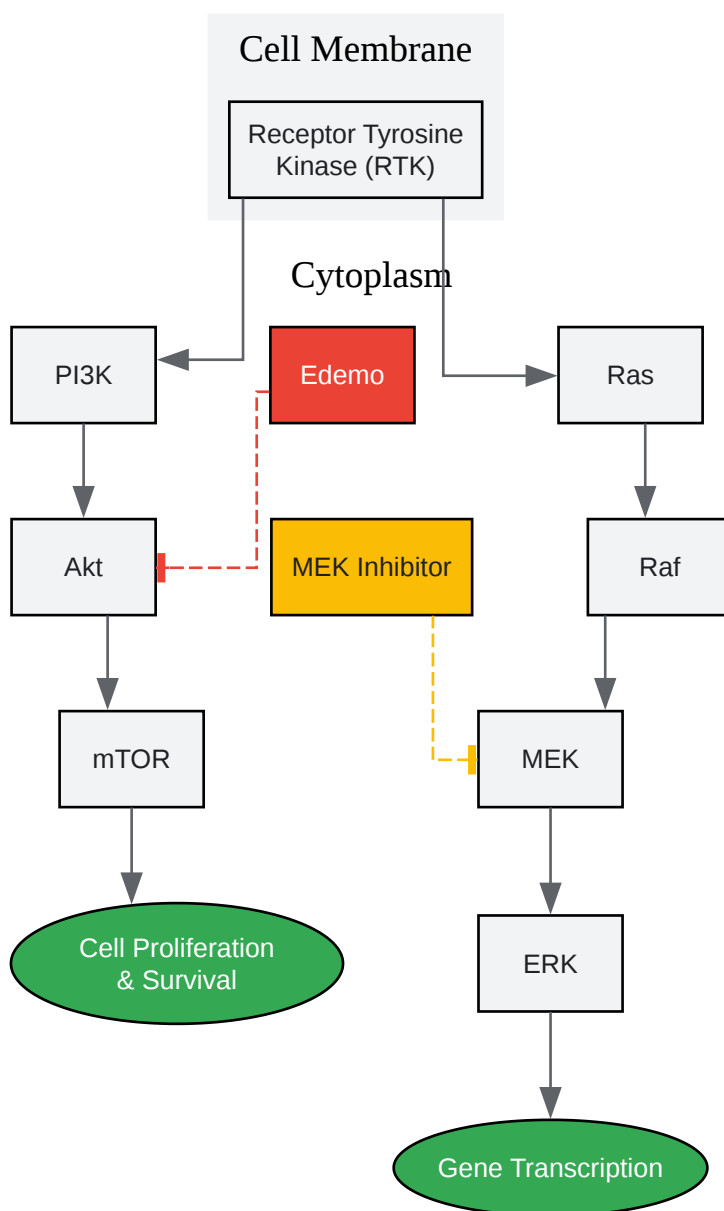 Cell Membrane
Receptor Tyrosine
Kinase (RTK)
Cytoplasm
PI3K
Edemo
Ras
Akt
MEK Inhibitor
Raf
mTOR
MEK
Cell Proliferation
& Survival
ERK
Gene Transcription